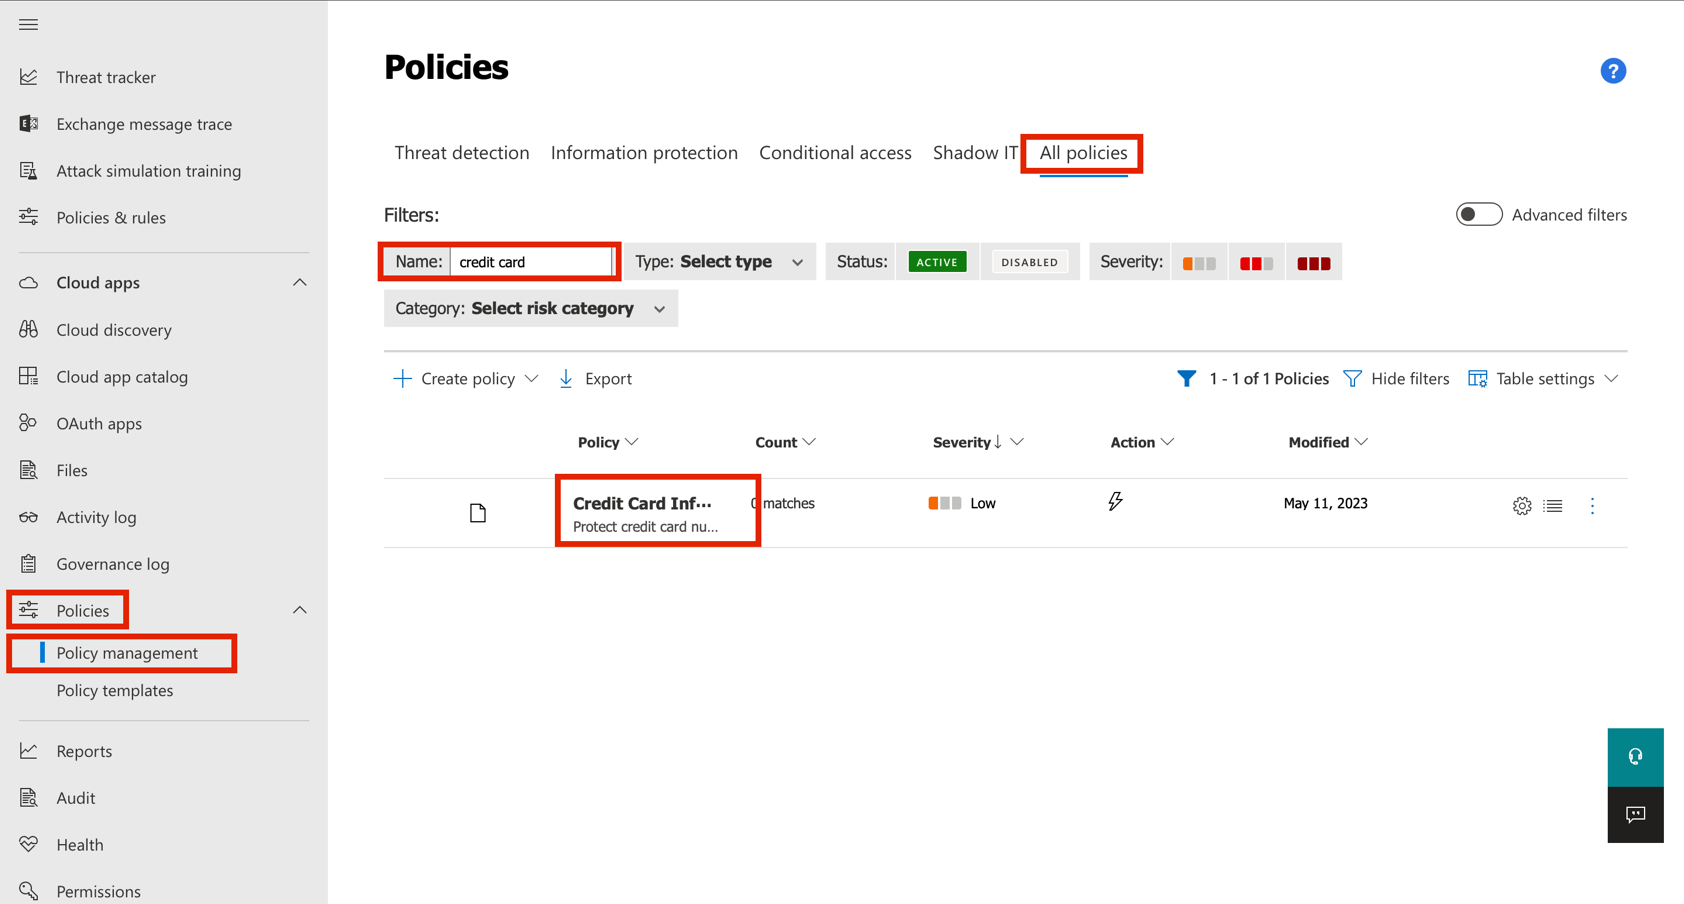 Threat tracker
Exchange message trace
Attack simulation training
Policies & rules
Cloud apps
Cloud discovery
Cloud app catalog
OAuth apps
Files
Activity log
Governance log
Policies
Policy management
Policy templates
Reports
Audit
Health
Permissions
Policies
?
Threat detection Information protection Conditional access Shadow IT All policies
Filters:
Advanced filters
Name: credit card Type: Select type Status: ACTIVE DISABLED Severity:
Category: Select risk category
Create policy Export 1 - 1 of 1 Policies Hide filters Table settings
Policy Count Severity↓ Action Modified
Credit Card Inf··· 0 matches Low May 11, 2023
Protect credit card nu...